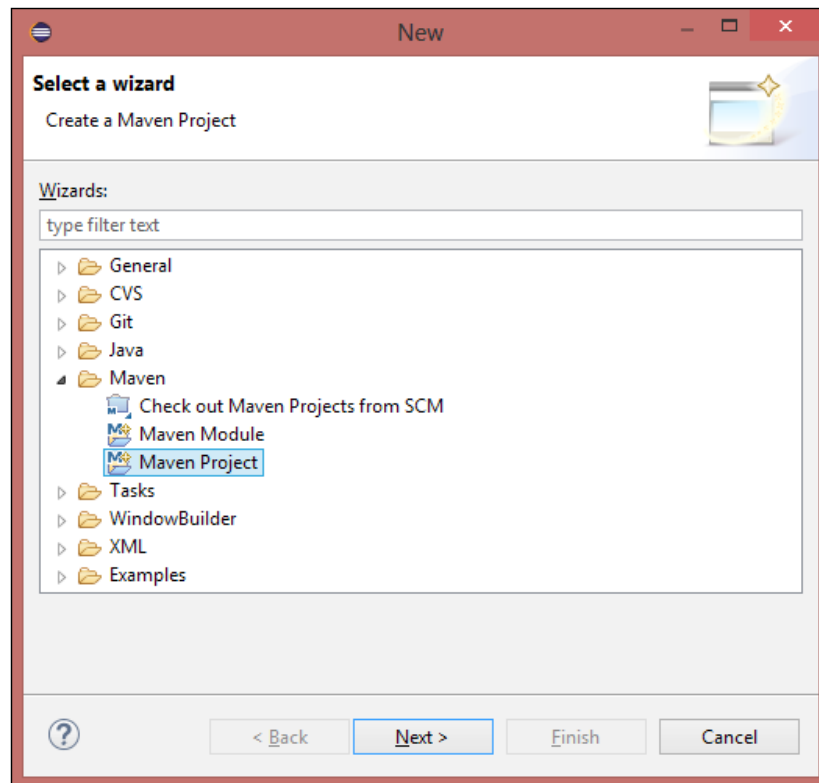 New
Select a wizard
Create a Maven Project
Wizards:
type filter text
General
CVS
Git
Java
Maven
Check out Maven Projects from SCM
Maven Module
Maven Project
Tasks
WindowBuilder
XML
Examples
?
< Back Next > Finish Cancel